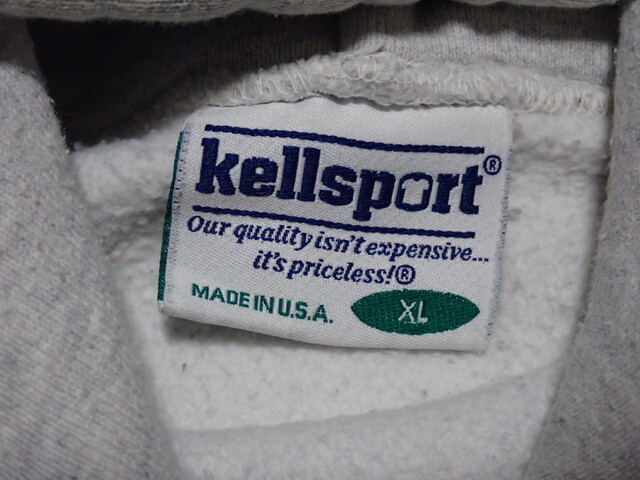 kellsport®
Our quality isn't expensive...
it's priceless!®
MADE IN U.S.A.
XL